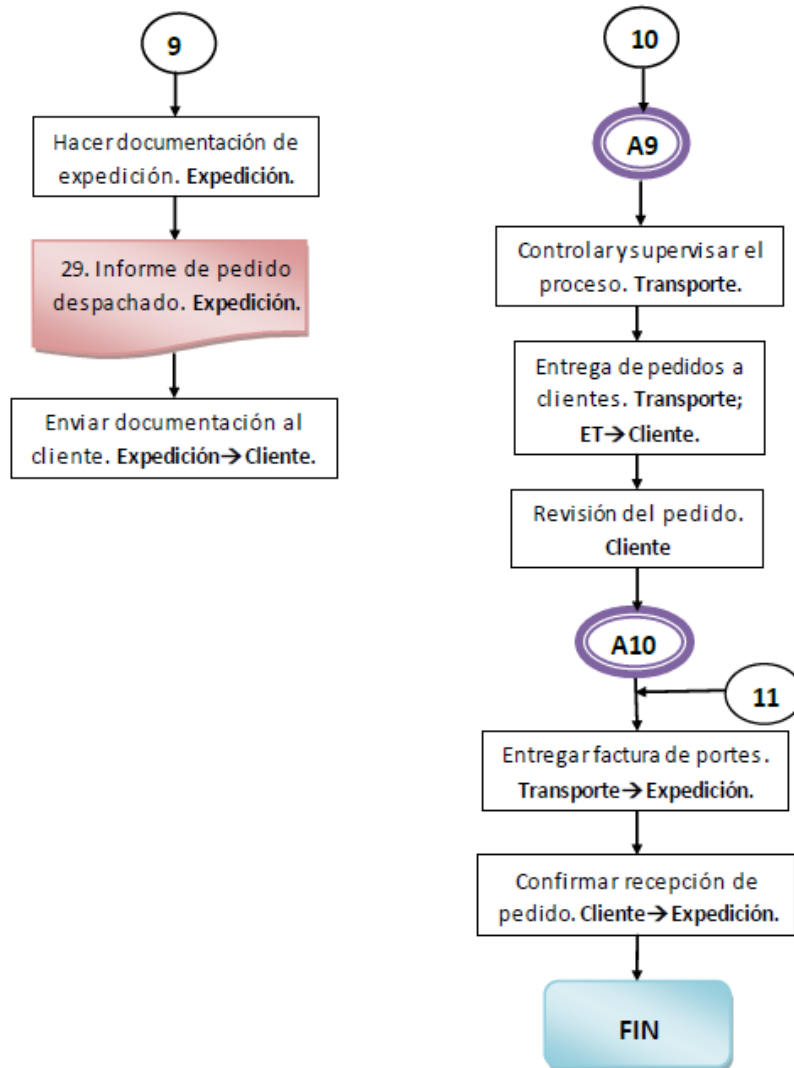 9
Hacer documentación de
expedición. Expedición.
29. Informe de pedido
despachado. Expedición.
Enviar documentación al
cliente. Expedición→Cliente.
10
A9
Controlar y supervisar el
proceso. Transporte.
Entrega de pedidos a
clientes. Transporte;
ET→Cliente.
Revisión del pedido.
Cliente
A10
11
Entregar factura de portes.
Transporte→Expedición.
Confirmar recepción de
pedido. Cliente→Expedición.
FIN